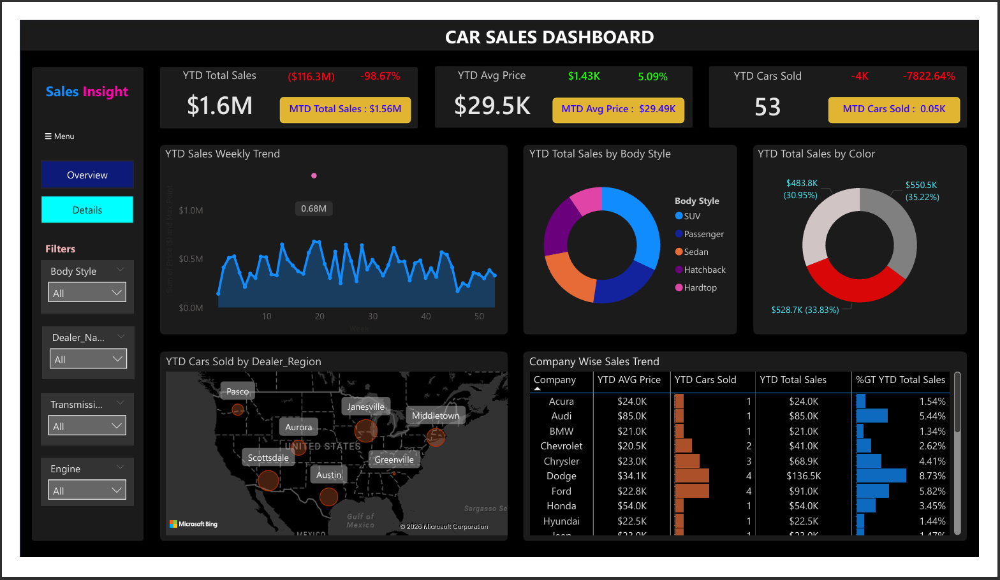 CAR SALES DASHBOARD
Sales Insight
Menu
Overview
Details
Filters
Body Style
All
Dealer_Na...
All
Transmissi...
All
Engine
All
YTD Total Sales
($116.3M)
-98.67%
$1.6M
MTD Total Sales : $1.56M
YTD Avg Price
$1.43K
5.09%
$29.5K
MTD Avg Price : $29.49K
YTD Cars Sold
-4K
-7822.64%
53
MTD Cars Sold : 0.05K
YTD Sales Weekly Trend
Sum of Price ($) and Max Point
$1.0M
$0.5M
$0.0M
0.68M
10 20 30 40 50
Week
YTD Total Sales by Body Style
Body Style
SUV
Passenger
Sedan
Hatchback
Hardtop
YTD Total Sales by Color
$483.8K
(30.95%)
$550.5K
(35.22%)
$528.7K (33.83%)
YTD Cars Sold by Dealer_Region
Pasco
Janesville
Middletown
Aurora
UNITED STATES
Scottsdale
Greenville
Austin
Sargasso Se
Gulf of
Mexico
MEXICO
Microsoft Bing
© 2026 Microsoft Corporation
Company Wise Sales Trend
Company YTD AVG Price YTD Cars Sold YTD Total Sales %GT YTD Total Sales
Acura $24.0K 1 $24.0K 1.54%
Audi $85.0K 1 $85.0K 5.44%
BMW $21.0K 1 $21.0K 1.34%
Chevrolet $20.5K 2 $41.0K 2.62%
Chrysler $23.0K 3 $68.9K 4.41%
Dodge $34.1K 4 $136.5K 8.73%
Ford $22.8K 4 $91.0K 5.82%
Honda $54.0K 1 $54.0K 3.45%
Hyundai $22.5K 1 $22.5K 1.44%
Jeep $23.0K 1 $23.0K 1.47%